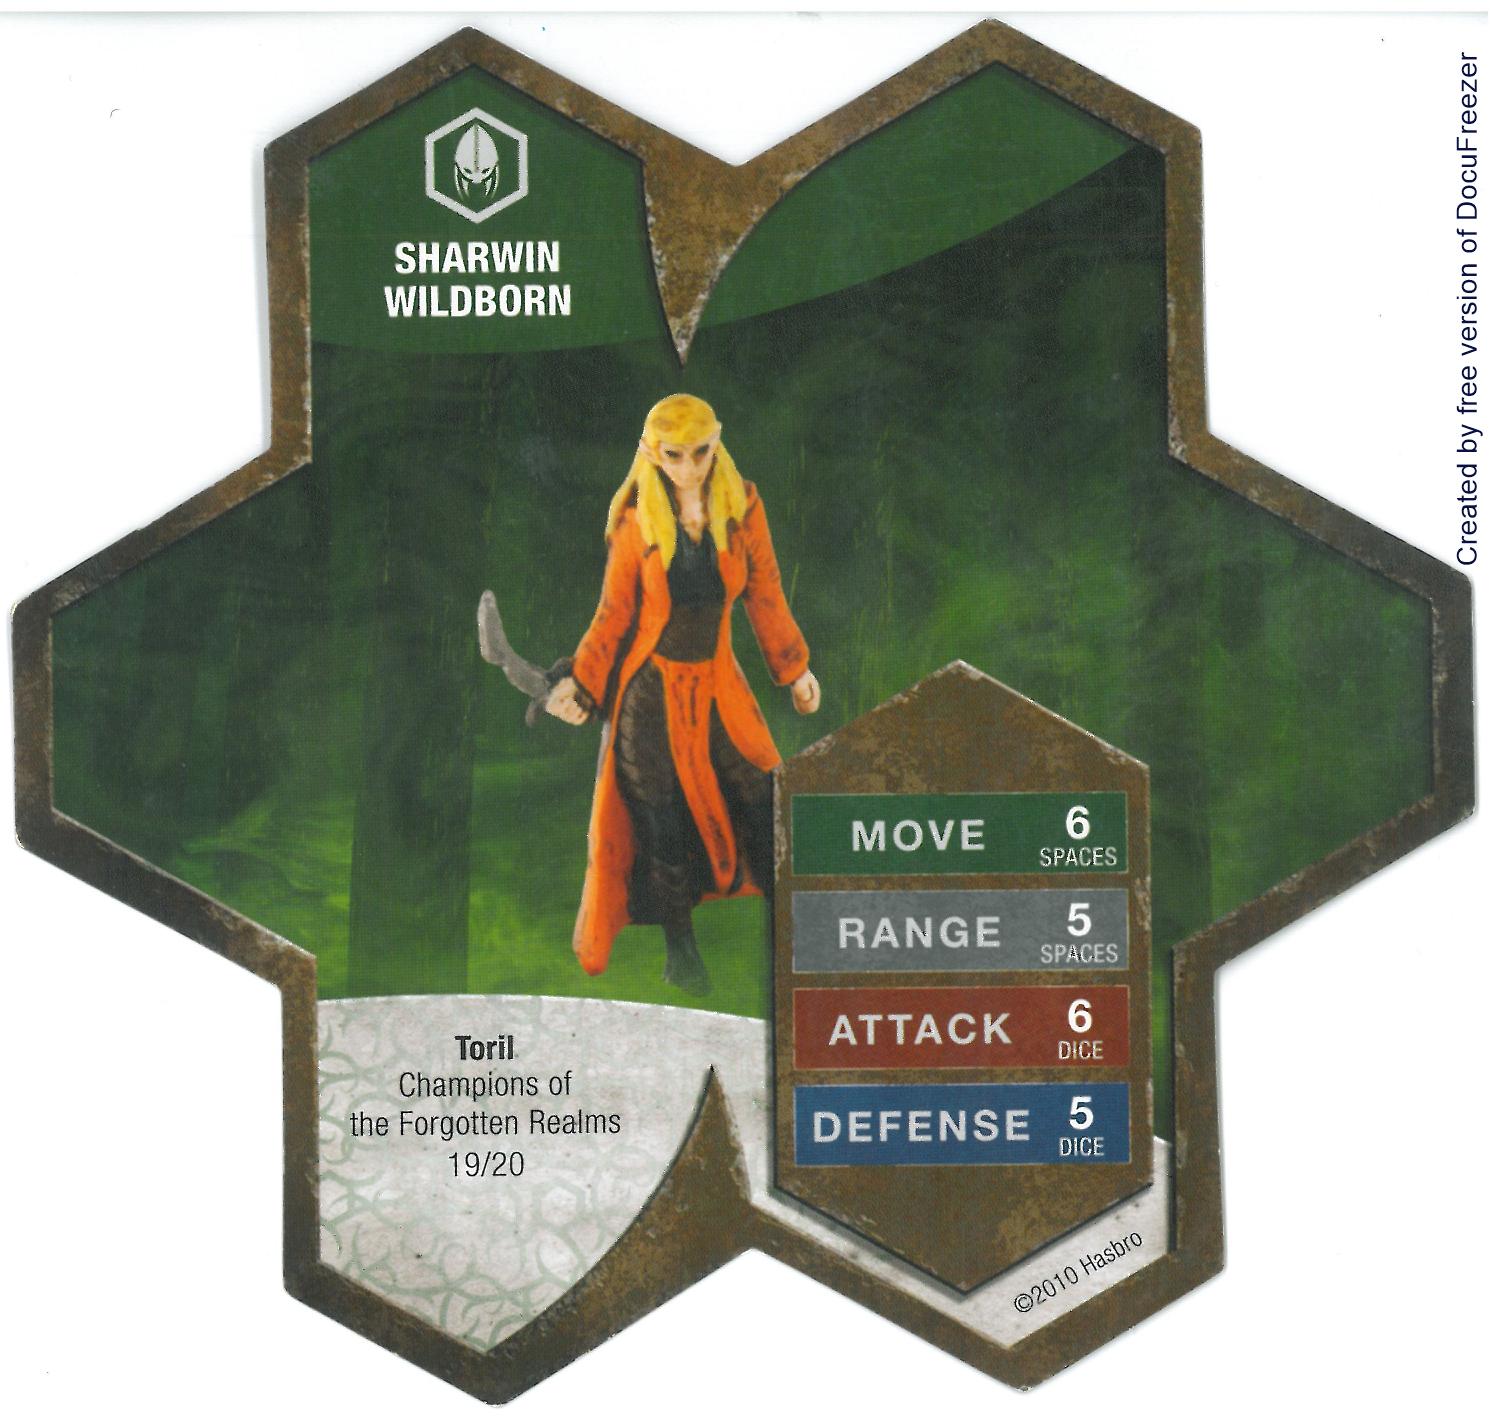 SHARWIN
WILDBORN
MOVE 6
SPACES
RANGE 5
SPACES
ATTACK 6
DICE
DEFENSE 5
DICE
Toril
Champions of
the Forgotten Realms
19/20
©2010 Hasbro
Created by free version of DocuFreezer